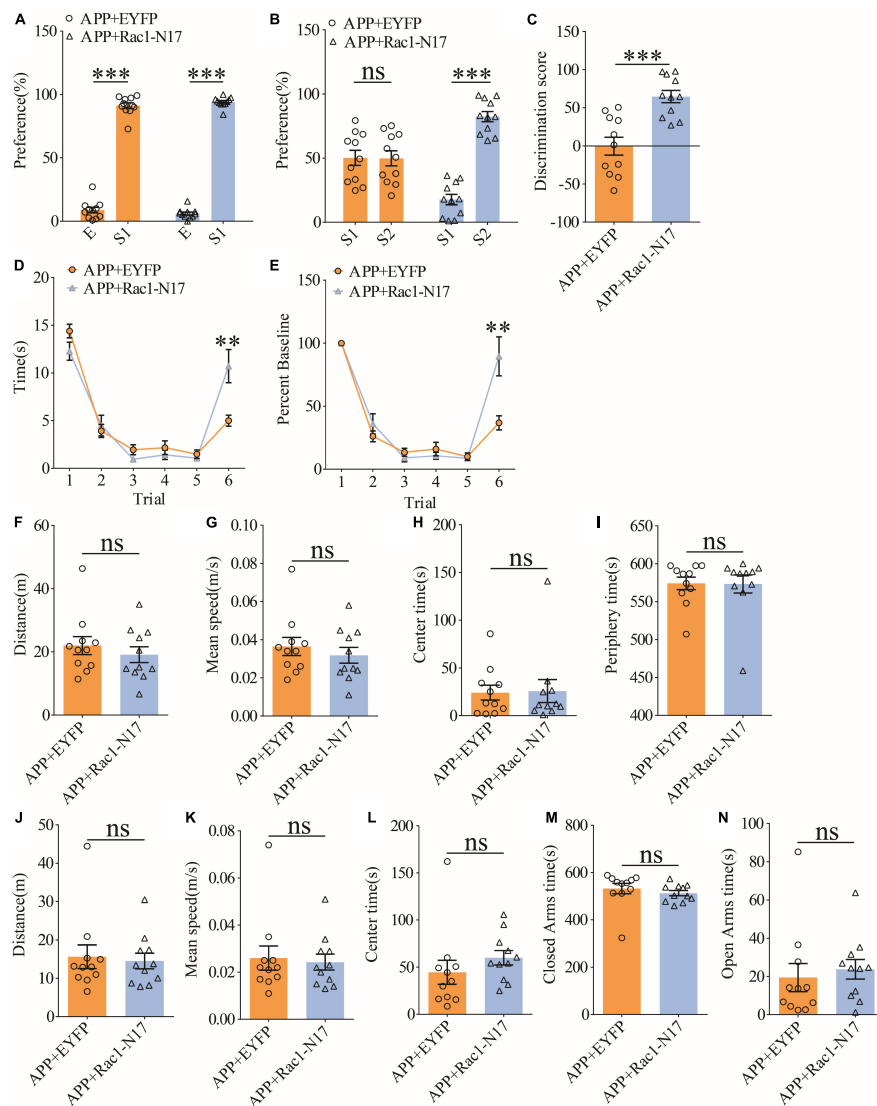 A
APP+EYFP
APP+Rac1-N17
Preference(%)
150
100
50
0
***
***
E
S1
E
S1
B
APP+EYFP
APP+Rac1-N17
Preference(%)
150
100
50
0
ns
***
S1
S2
S1
S2
C
Discrimination score
150
100
50
0
-50
-100
***
APP+EYFP
APP+Rac1-N17
D
APP+EYFP
APP+Rac1-N17
Time(s)
20
15
10
5
0
**
1 2 3 4 5 6
Trial
E
APP+EYFP
APP+Rac1-N17
Percent Baseline
150
100
50
0
**
1 2 3 4 5 6
Trial
F
Distance(m)
60
40
20
0
ns
APP+EYFP
APP+Rac1-N17
G
Mean speed(m/s)
0.10
0.08
0.06
0.04
0.02
0.00
ns
APP+EYFP
APP+Rac1-N17
H
Center time(s)
200
150
100
50
0
ns
APP+EYFP
APP+Rac1-N17
I
Periphery time(s)
650
600
550
500
450
400
ns
APP+EYFP
APP+Rac1-N17
J
Distance(m)
50
40
30
20
10
0
ns
APP+EYFP
APP+Rac1-N17
K
Mean speed(m/s)
0.08
0.06
0.04
0.02
0.00
ns
APP+EYFP
APP+Rac1-N17
L
Center time(s)
200
150
100
50
0
ns
APP+EYFP
APP+Rac1-N17
M
Closed Arms time(s)
800
600
400
200
0
ns
APP+EYFP
APP+Rac1-N17
N
Open Arms time(s)
100
80
60
40
20
0
ns
APP+EYFP
APP+Rac1-N17